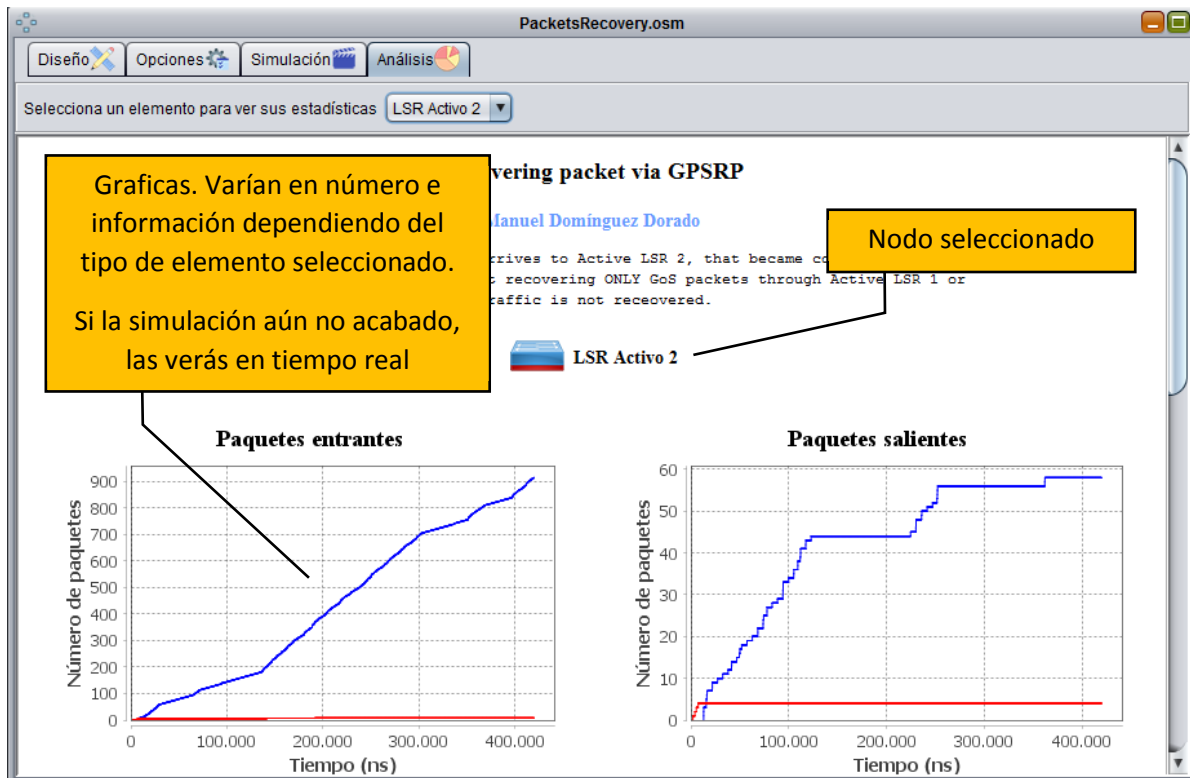 PacketsRecovery.osm
Diseño Opciones Simulación Análisis
Selecciona un elemento para ver sus estadísticas LSR Activo 2
Graficas. Varían en número e
información dependiendo del
tipo de elemento seleccionado.
Si la simulación aún no acabado,
las verás en tiempo real
Nodo seleccionado
packet via GPSRP
Manuel Domínguez Dorado
to Active LSR 2, that became
recovering ONLY GoS packets through Active LSR 1 or
is not receovered.
LSR Activo 2
Paquetes entrantes
Número de paquetes
900
800
700
600
500
400
300
200
100
0
0 100.000 200.000 300.000 400.000
Tiempo (ns)
Paquetes salientes
Número de paquetes
60
50
40
30
20
10
0
0 100.000 200.000 300.000 400.000
Tiempo (ns)